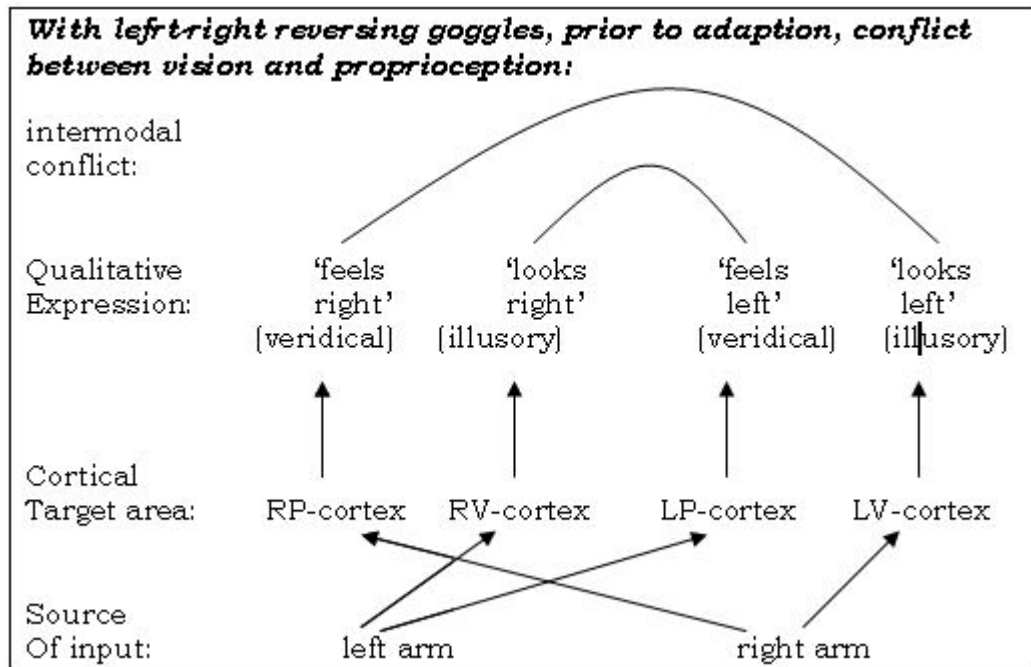 With lefrt-right reversing goggles, prior to adaption, conflict
between vision and proprioception:
intermodal
conflict:
Qualitative ‘feels ‘looks ‘feels ‘looks
Expression: right’ right’ left’ left’
(veridical) (illusory) (veridical) (illusory)
Cortical
Target area: RP-cortex RV-cortex LP-cortex LV-cortex
Source
Of input: left arm right arm